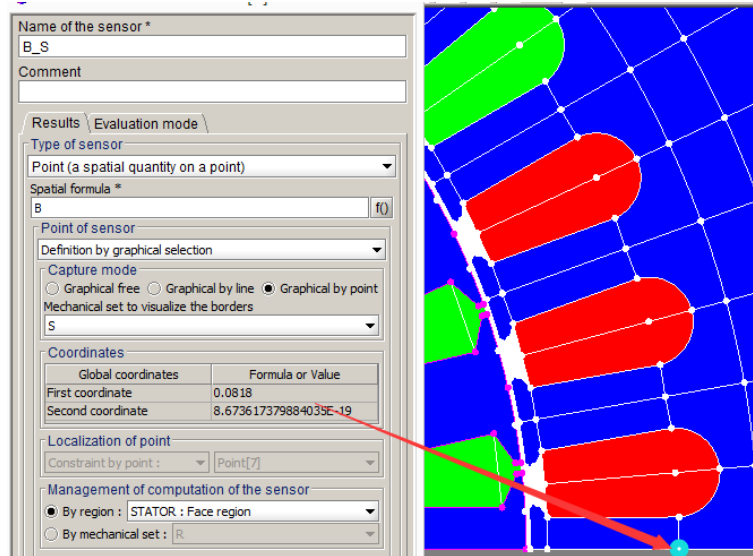 Name of the sensor *
B_S
Comment
Results Evaluation mode
Type of sensor
Point (a spatial quantity on a point)
Spatial formula *
B f()
Point of sensor
Definition by graphical selection
Capture mode
Graphical free Graphical by line Graphical by point
Mechanical set to visualize the borders
S
Coordinates
Global coordinates Formula or Value
First coordinate 0.0818
Second coordinate 8.673617379884035E-19
Localization of point
Constraint by point : Point[7]
Management of computation of the sensor
By region : STATOR : Face region
By mechanical set : R